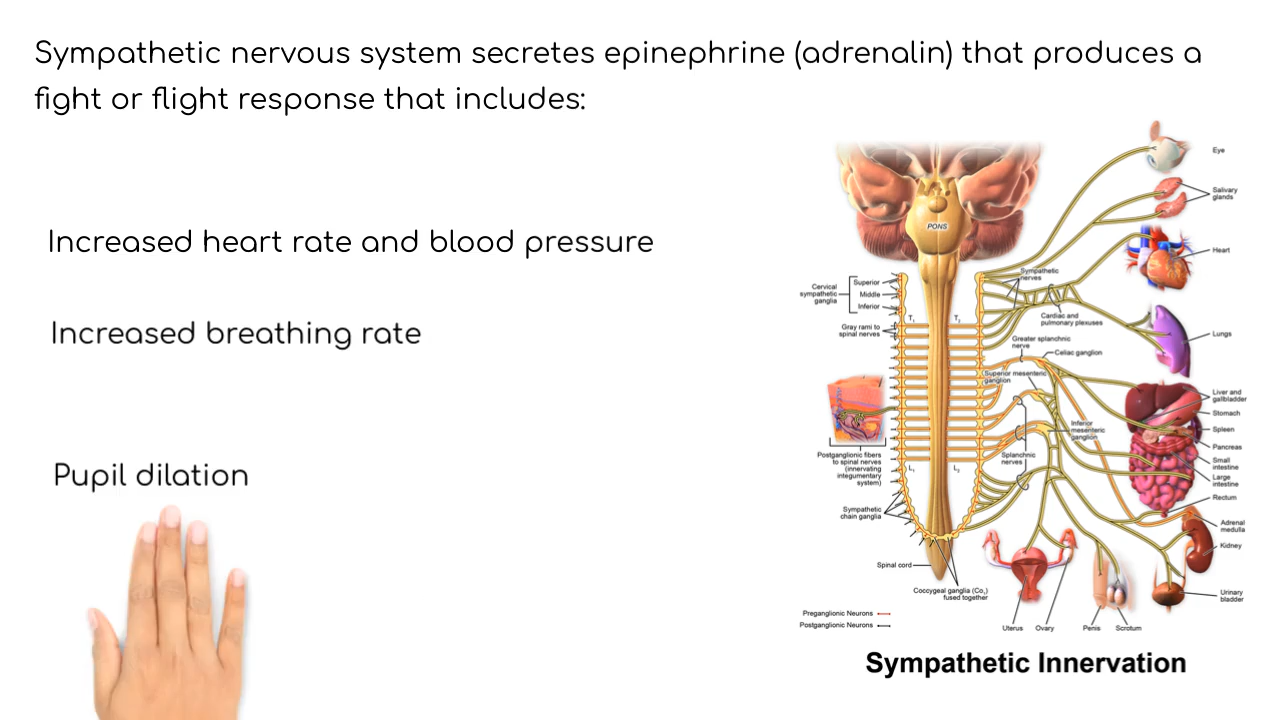 Sympathetic nervous system secretes epinephrine (adrenalin) that produces a
fight or flight response that includes:
Increased heart rate and blood pressure
Increased breathing rate
Pupil dilation
PONS
Cervical
sympathetic
ganglia
Superior
Middle
Inferior
Gray rami to
spinal nerves
T₁
Sympathetic
nerves
Cardiac and
pulmonary plexuses
Greater splanchnic
nerve
Celiac ganglion
Superior mesenteric
ganglion
Inferior
mesenteric
ganglion
Postganglionic fibers
to spinal nerves
(innervating
integumentary
system)
L₁
L₂
Splanchnic
nerves
Sympathetic
chain ganglia
Spinal cord
Coccygeal ganglia (Co₁)
fused together
Preganglionic Neurons
Postganglionic Neurons
Eye
Salivary
glands
Heart
Lungs
Liver and
gallbladder
Stomach
Spleen
Pancreas
Small
intestine
Large
intestine
Rectum
Adrenal
medulla
Kidney
Urinary
bladder
Uterus
Ovary
Penis
Scrotum
Sympathetic Innervation